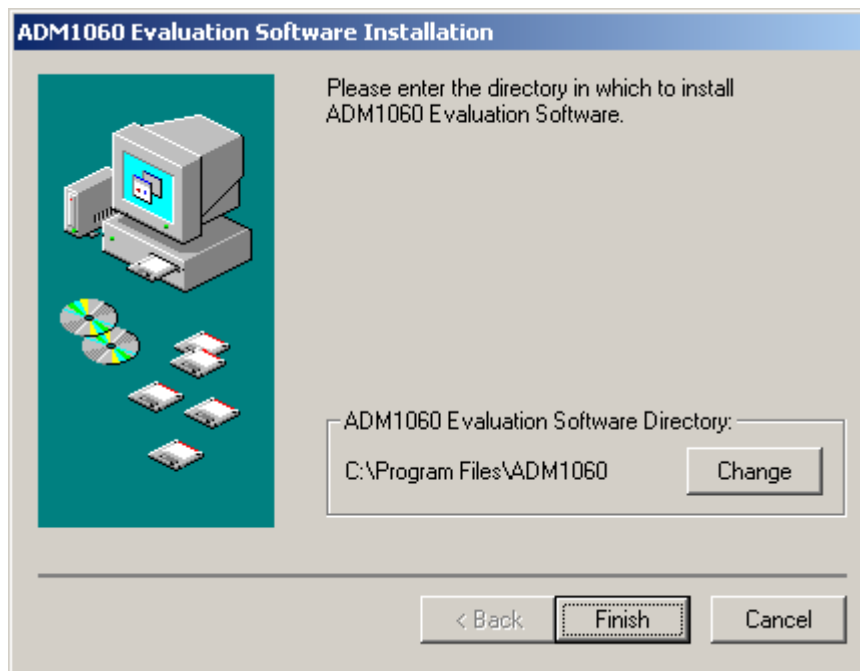 ADM1060 Evaluation Software Installation
Please enter the directory in which to install
ADM1060 Evaluation Software.
ADM1060 Evaluation Software Directory:
C:\Program Files\ADM1060
Change
< Back
Finish
Cancel